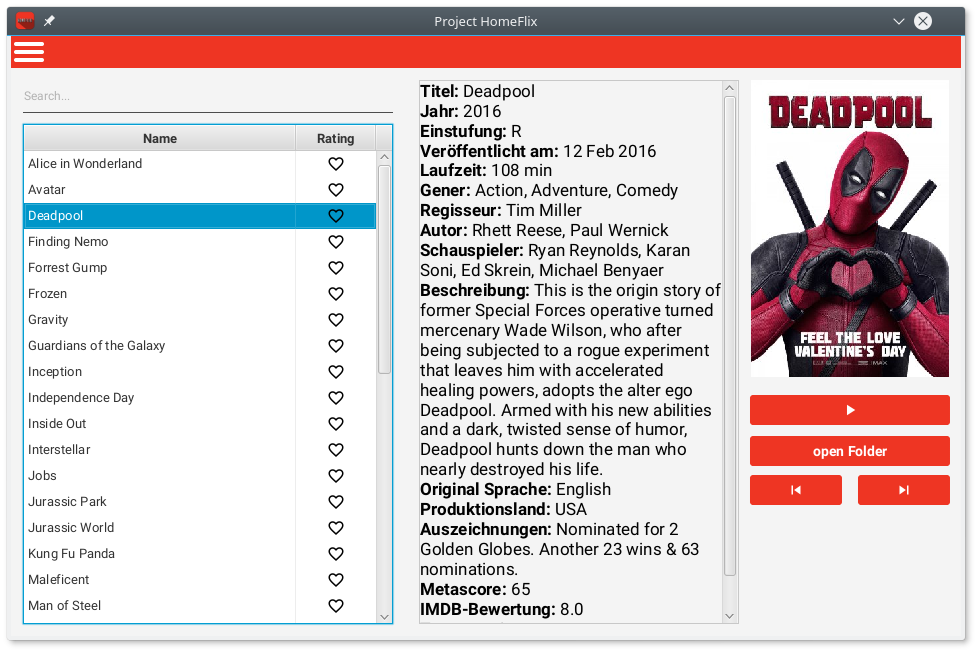 Project HomeFlix
Search...
Name Rating
Alice in Wonderland
Avatar
Deadpool
Finding Nemo
Forrest Gump
Frozen
Gravity
Guardians of the Galaxy
Inception
Independence Day
Inside Out
Interstellar
Jobs
Jurassic Park
Jurassic World
Kung Fu Panda
Maleficent
Man of Steel
Titel: Deadpool
Jahr: 2016
Einstufung: R
Veröffentlicht am: 12 Feb 2016
Laufzeit: 108 min
Gener: Action, Adventure, Comedy
Regisseur: Tim Miller
Autor: Rhett Reese, Paul Wernick
Schauspieler: Ryan Reynolds, Karan
Soni, Ed Skrein, Michael Benyaer
Beschreibung: This is the origin story of
former Special Forces operative turned
mercenary Wade Wilson, who after
being subjected to a rogue experiment
that leaves him with accelerated
healing powers, adopts the alter ego
Deadpool. Armed with his new abilities
and a dark, twisted sense of humor,
Deadpool hunts down the man who
nearly destroyed his life.
Original Sprache: English
Produktionsland: USA
Auszeichnungen: Nominated for 2
Golden Globes. Another 23 wins & 63
nominations.
Metascore: 65
IMDB-Bewertung: 8.0
DEADPOOL
FEEL THE LOVE
VALENTINE'S DAY
IMAX
open Folder